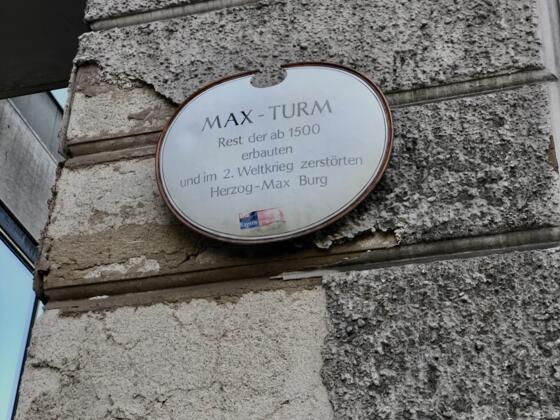 MAX - TURM
Rest der ab 1500
erbauten
und im 2. Weltkrieg zerstörten
Herzog-Max Burg